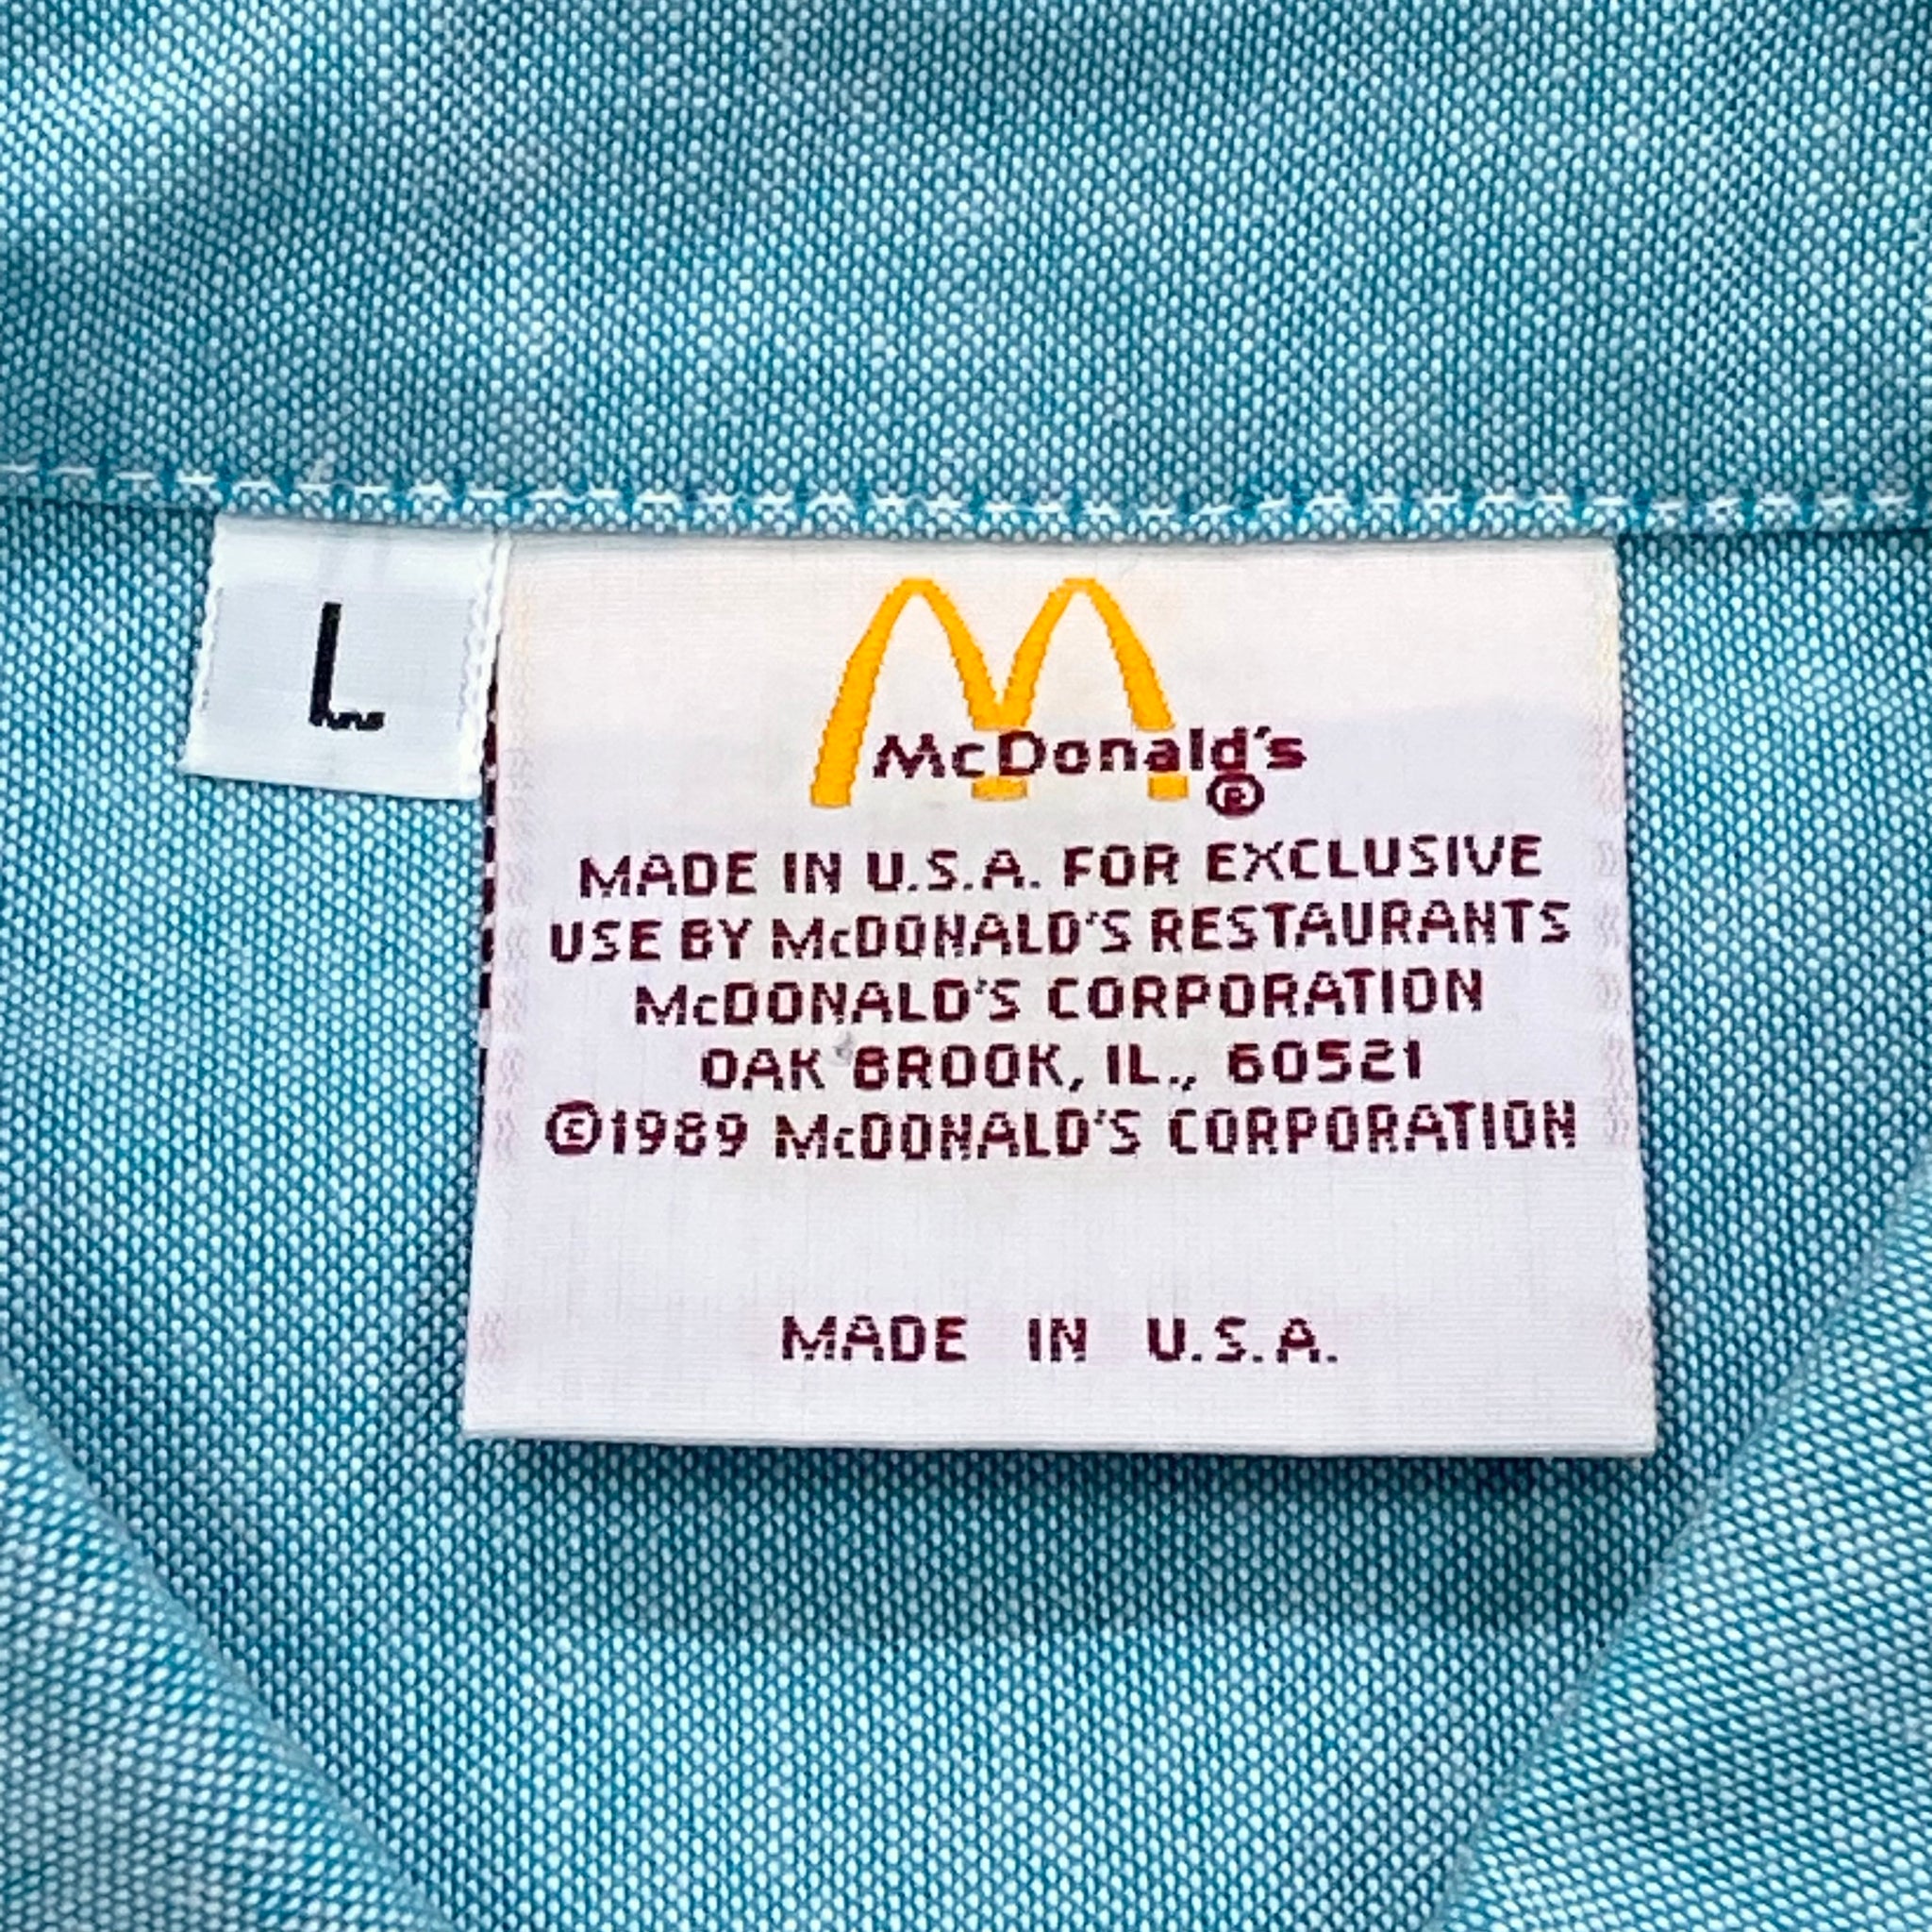 L
McDonald's
®
MADE IN U.S.A. FOR EXCLUSIVE
USE BY McDONALD'S RESTAURANTS
McDONALD'S CORPORATION
OAK BROOK, IL., 60521
©1989 McDONALD'S CORPORATION
MADE IN U.S.A.